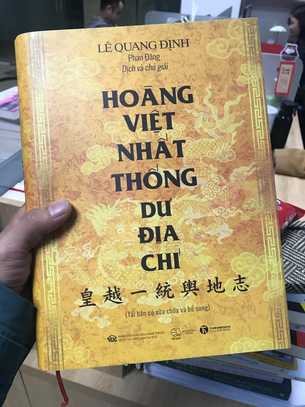 LÊ QUANG ĐỊNH
Phan Đăng
Dịch và chú giải
HOÀNG
VIỆT
NHẤT
THỐNG
DƯ
ĐỊA
CHÍ
皇越一統輿地志
(Tái bản có sửa chữa và bổ sung)